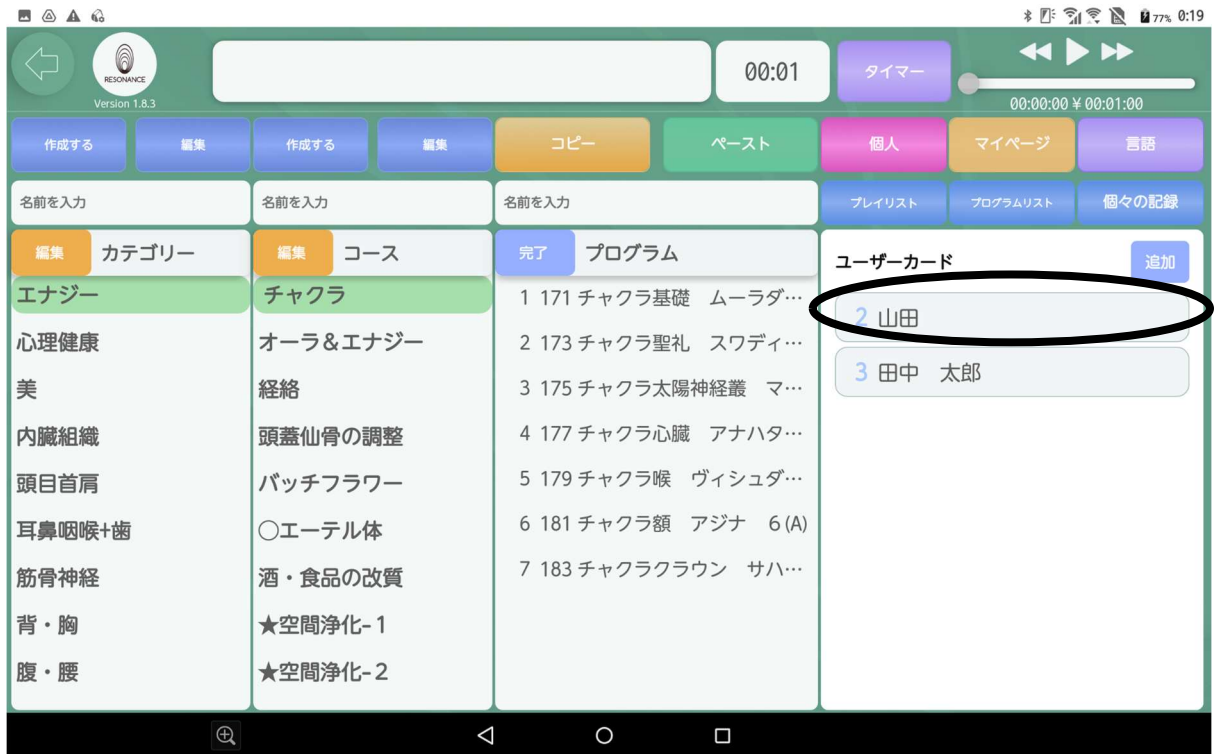 77% 0:19
RESONANCE
Version 1.8.3
00:01
タイマー
00:00:00 ¥ 00:01:00
作成する 編集 作成する 編集 コピー ペースト 個人 マイページ 言語
名前を入力 名前を入力 名前を入力 プレイリスト プログラムリスト 個々の記録
編集 カテゴリー 編集 コース 完了 プログラム
エナジー
心理健康
美
内臓組織
頭目首肩
耳鼻咽喉+歯
筋骨神経
背・胸
腹・腰
チャクラ
オーラ&エナジー
経絡
頭蓋仙骨の調整
バッチフラワー
○エーテル体
酒・食品の改質
★空間浄化-1
★空間浄化-2
1 171 チャクラ基礎 ムーラダ…
2 173 チャクラ聖礼 スワディ…
3 175 チャクラ太陽神経叢 マ…
4 177 チャクラ心臓 アナハタ…
5 179 チャクラ喉 ヴィシュダ…
6 181 チャクラ額 アジナ 6(A)
7 183 チャクラクラウン サハ…
ユーザーカード 追加
2 山田
3 田中 太郎